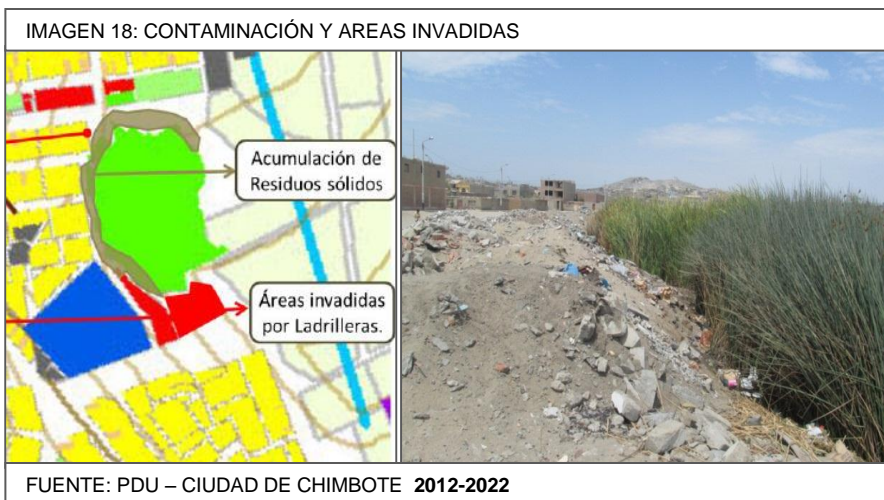 IMAGEN 18: CONTAMINACIÓN Y AREAS INVADIDAS
Acumulación de
Residuos sólidos
Áreas invadidas
por Ladrilleras.
FUENTE: PDU – CIUDAD DE CHIMBOTE 2012-2022